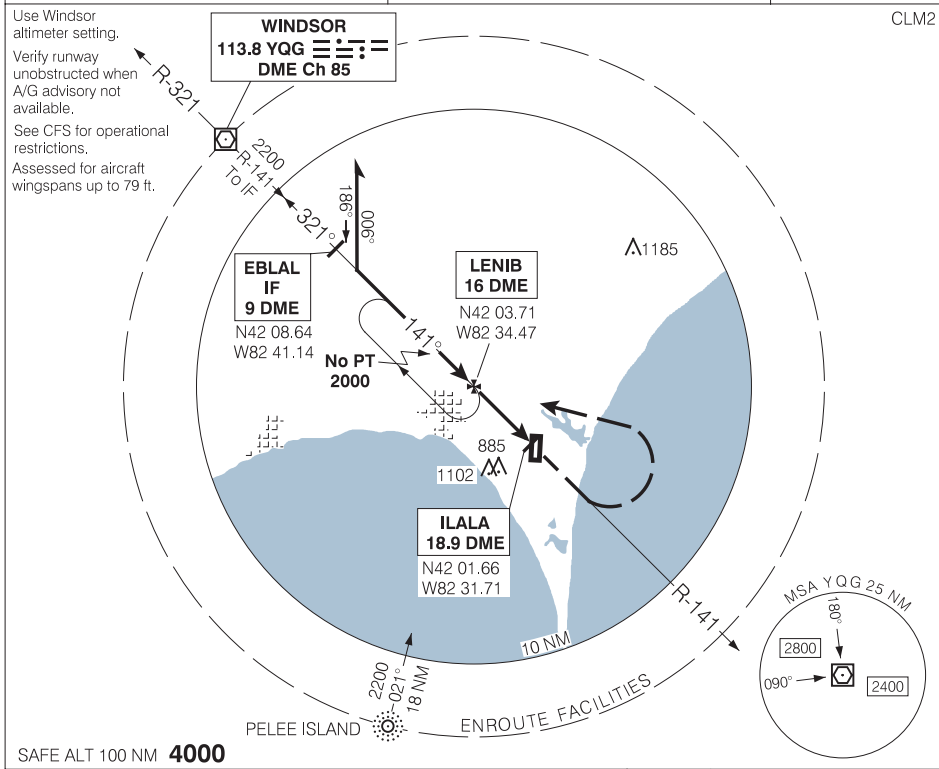 Use Windsor
altimeter setting.
Verify runway
unobstructed when
A/G advisory not
available.
See CFS for operational
restrictions.
Assessed for aircraft
wingspans up to 79 ft.
WINDSOR
113.8 YQG
DME Ch 85
CLM2
R-321
2200
R-141
To IF
321°
186°
006°
EBLAL
IF
9 DME
N42 08.64
W82 41.14
LENIB
16 DME
N42 03.71
W82 34.47
1185
141°
No PT
2000
885
1102
ILALA
18.9 DME
N42 01.66
W82 31.71
R-141
10 NM
2200
021°
18 NM
PELEE ISLAND
ENROUTE FACILITIES
MSA YQG 25 NM
180°
2800
090°
2400
SAFE ALT 100 NM 4000